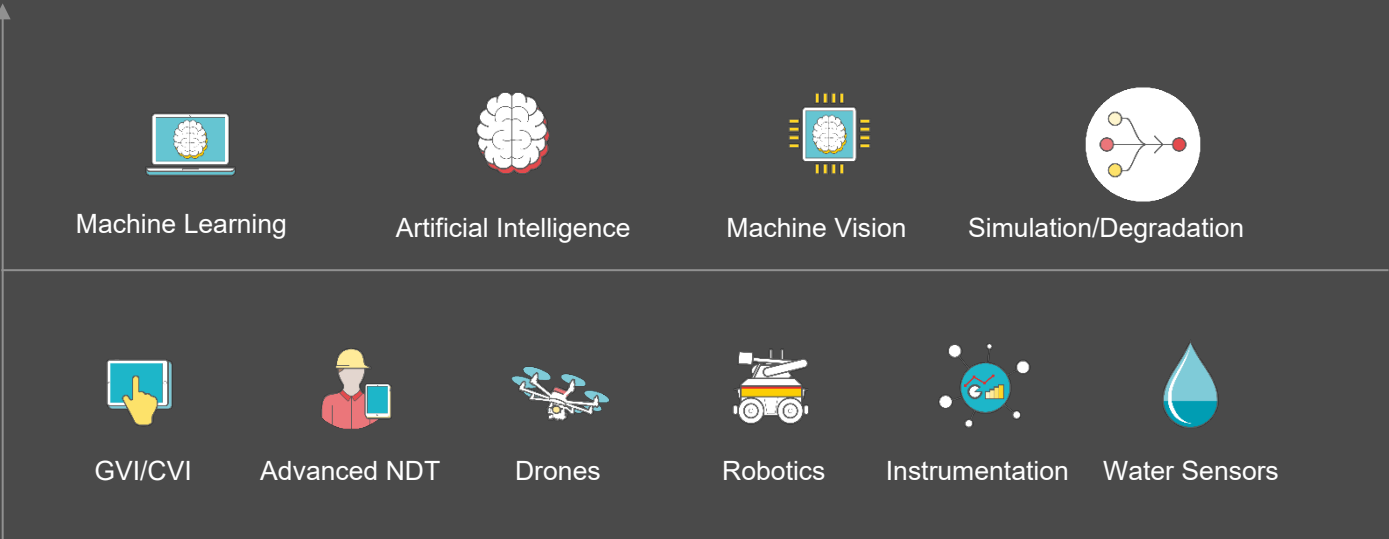 Machine Learning
Artificial Intelligence
Machine Vision
Simulation/Degradation
GVI/CVI
Advanced NDT
Drones
Robotics
Instrumentation
Water Sensors